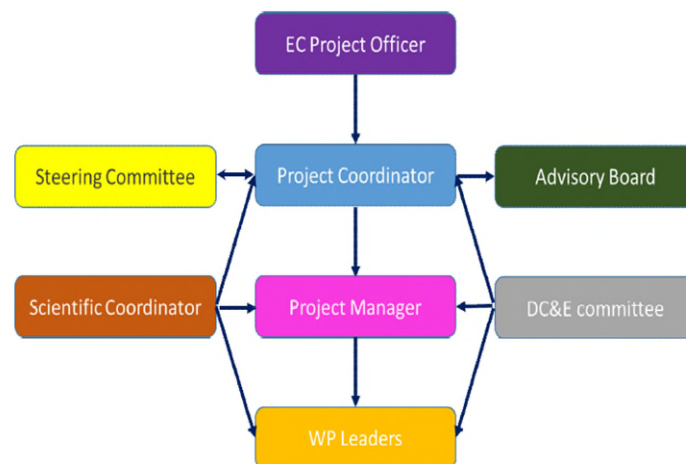 EC Project Officer
Steering Committee
Project Coordinator
Advisory Board
Scientific Coordinator
Project Manager
DC&E committee
WP Leaders